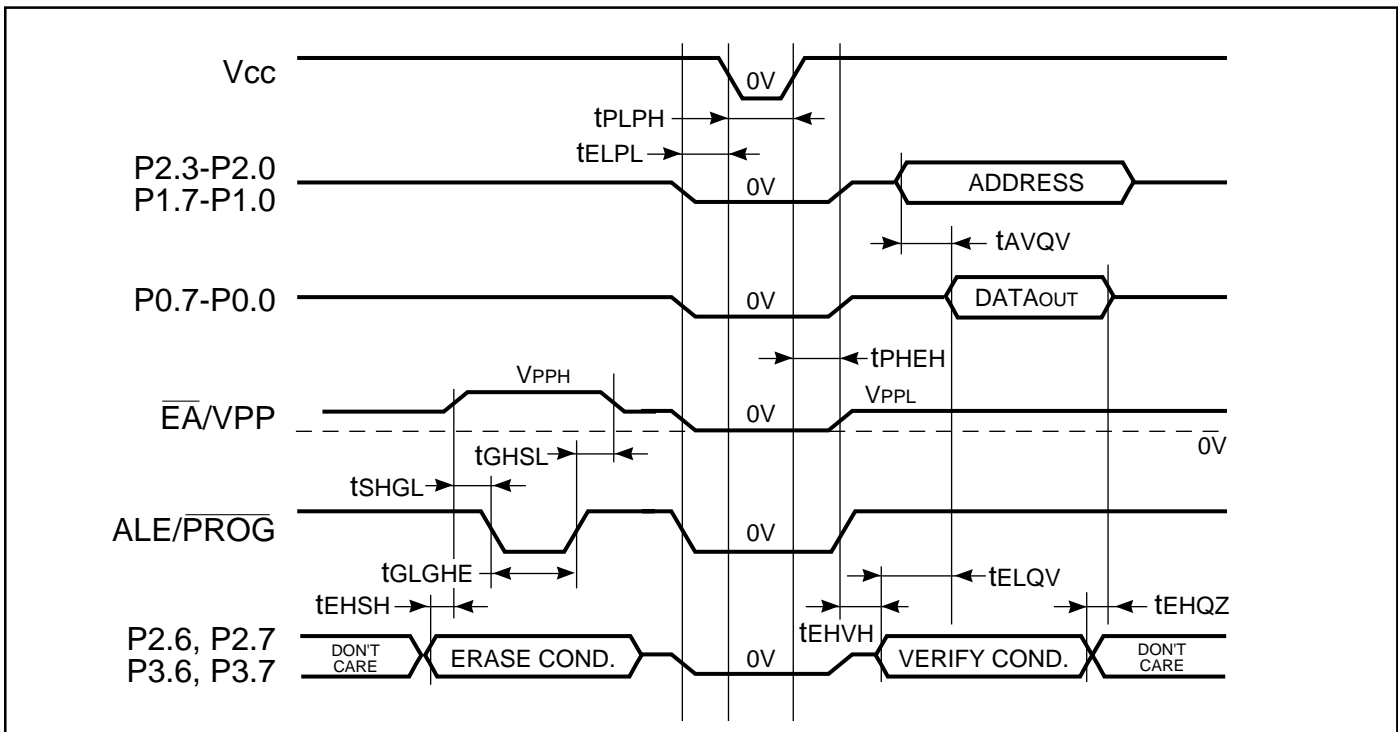 Vcc
0V
tPLPH
tELPL
P2.3-P2.0
P1.7-P1.0
0V
ADDRESS
tAVQV
P0.7-P0.0
0V
DATAOUT
tPHEH
EA/VPP
VPPH
0V
VPPL
0V
tGHSL
tSHGL
ALE/PROG
0V
tGLGHE
tELQV
tEHSH
tEHVH
tEHQZ
P2.6, P2.7
P3.6, P3.7
DON'T
CARE
ERASE COND.
0V
VERIFY COND.
DON'T
CARE